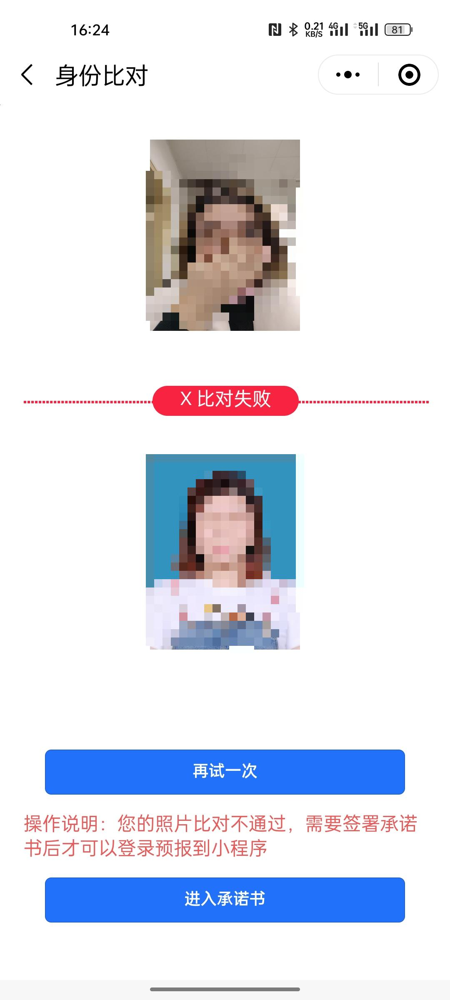 16:24
0.21
KB/S
4G
5G
81
身份比对
X 比对失败
再试一次
操作说明：您的照片比对不通过，需要签署承诺
书后才可以登录预报到小程序
进入承诺书